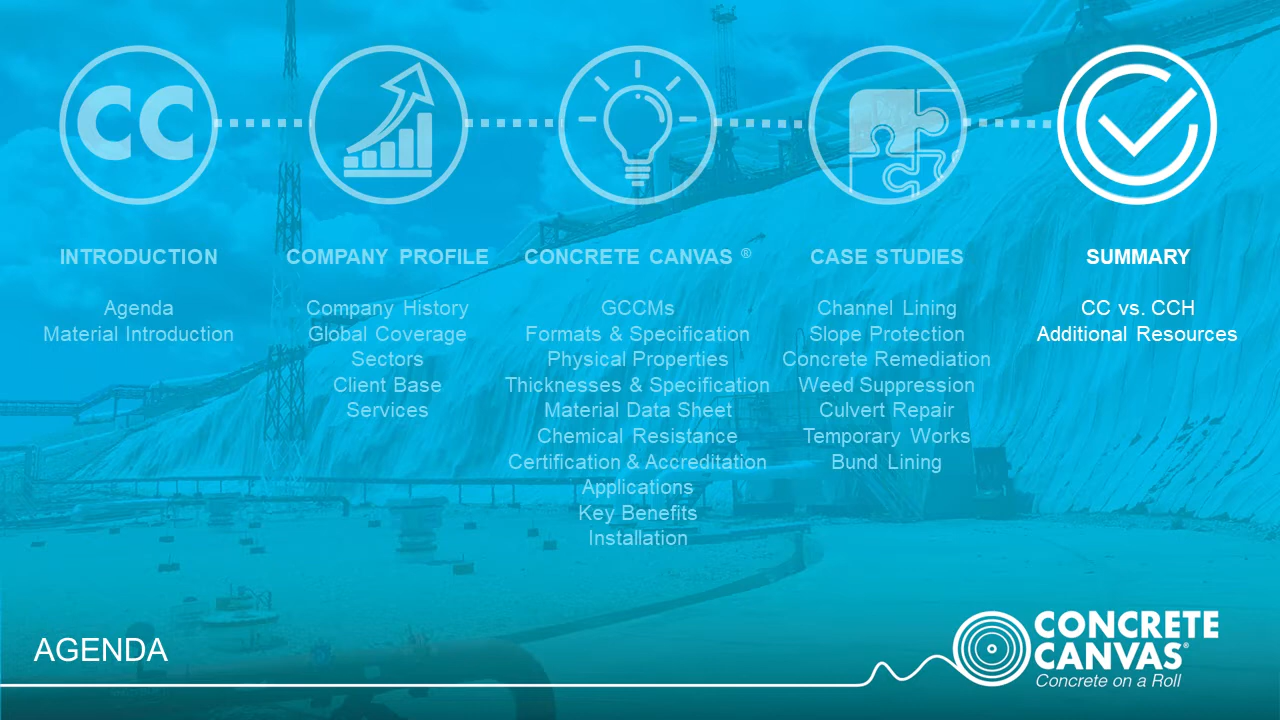 CC
INTRODUCTION
Agenda
Material Introduction
COMPANY PROFILE
Company History
Global Coverage
Sectors
Client Base
Services
CONCRETE CANVAS ®
GCCMs
Formats & Specification
Physical Properties
Thicknesses & Specification
Material Data Sheet
Chemical Resistance
Certification & Accreditation
Applications
Key Benefits
Installation
CASE STUDIES
Channel Lining
Slope Protection
Concrete Remediation
Weed Suppression
Culvert Repair
Temporary Works
Bund Lining
SUMMARY
CC vs. CCH
Additional Resources
AGENDA
CONCRETE
CANVAS®
Concrete on a Roll